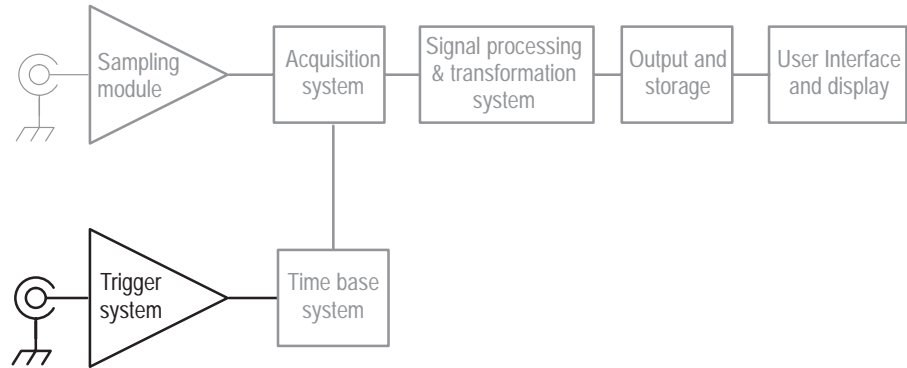 Sampling
module
Acquisition
system
Signal processing
& transformation
system
Output and
storage
User Interface
and display
Trigger
system
Time base
system